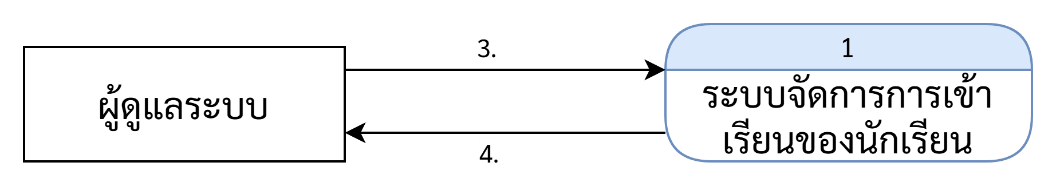 3.
1
ผู้ดูแลระบบ
ระบบจัดการการเข้า
เรียนของนักเรียน
4.